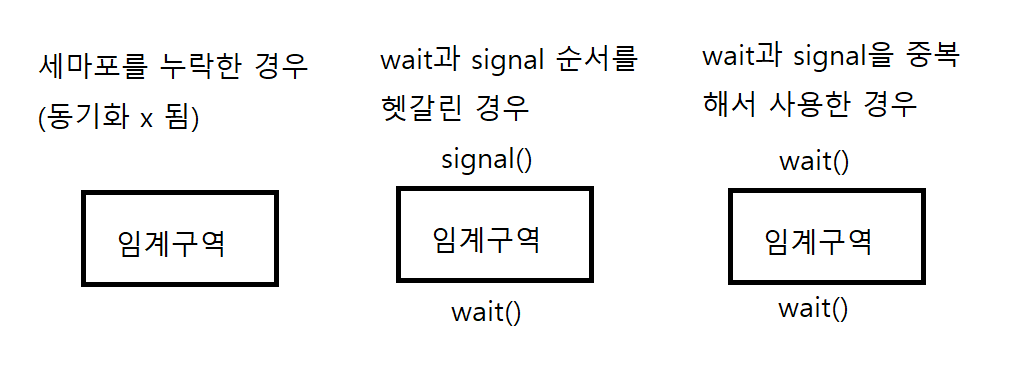 세마포를 누락한 경우
(동기화 x 됨)
임계구역
wait과 signal 순서를
헷갈린 경우
signal()
임계구역
wait()
wait과 signal을 중복
해서 사용한 경우
wait()
임계구역
wait()